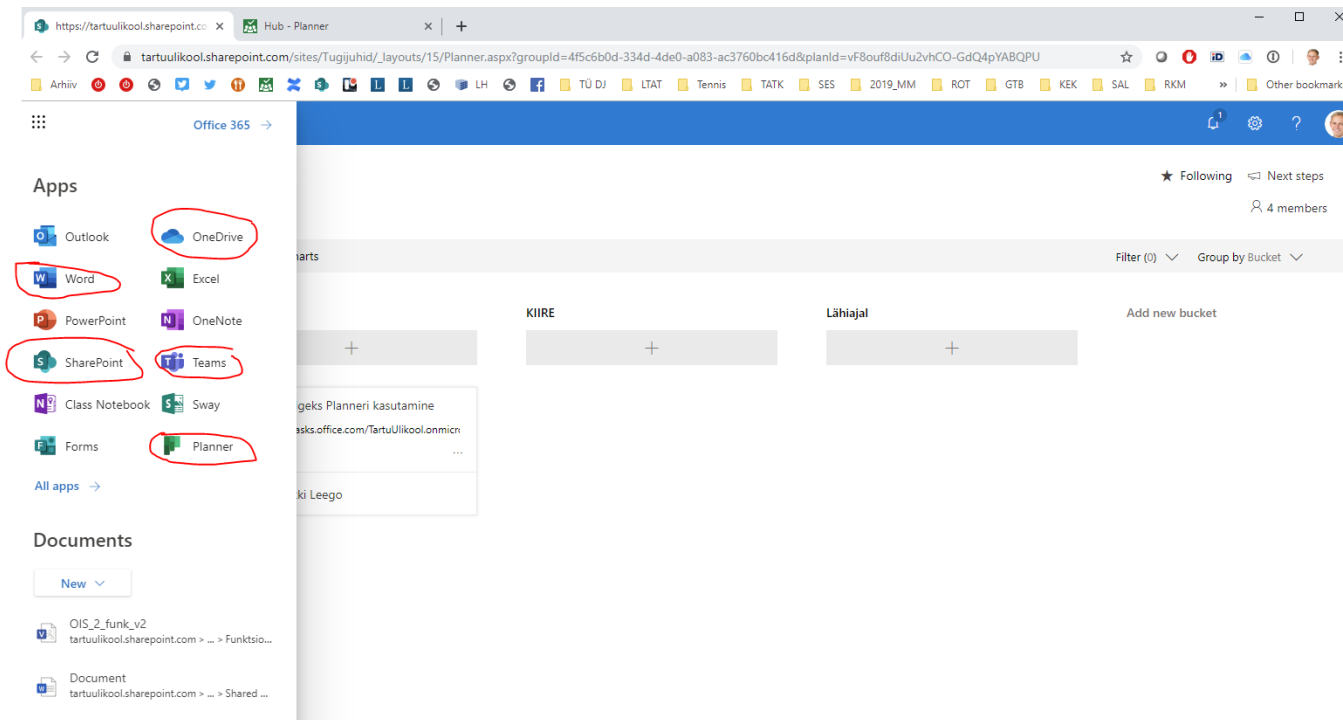 https://tartuulikool.sharepoint.co
Hub - Planner
tartuulikool.sharepoint.com/sites/Tugijuhid/_layouts/15/Planner.aspx?groupId=4f5c6b0d-334d-4de0-a083-ac3760bc416d&planId=vF8ouf8diUu2vhCO-GdQ4pYABQPU
Arhiiv LH TÜ DJ LTAT Tennis TATK SES 2019_MM ROT GTB KEK SAL RKM » Other bookmark
Office 365 →
1
Apps
Following Next steps
4 members
Outlook OneDrive
Word Excel
PowerPoint OneNote
SharePoint Teams
Class Notebook Sway
Forms Planner
All apps →
harts
Filter (0) Group by Bucket
KIIRE Lähiajal Add new bucket
geks Planneri kasutamine
asks.office.com/TartuUlikool.onmicr
...
ki Leego
Documents
New
OIS_2_funk_v2
tartuulikool.sharepoint.com > ... > Funktsio...
Document
tartuulikool.sharepoint.com > ... > Shared ...